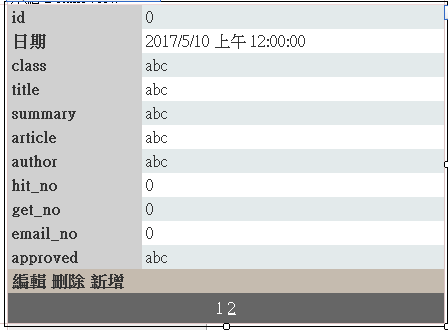 id 0
日期 2017/5/10 上午 12:00:00
class abc
title abc
summary abc
article abc
author abc
hit_no 0
get_no 0
email_no 0
approved abc
編輯 刪除 新增
1 2